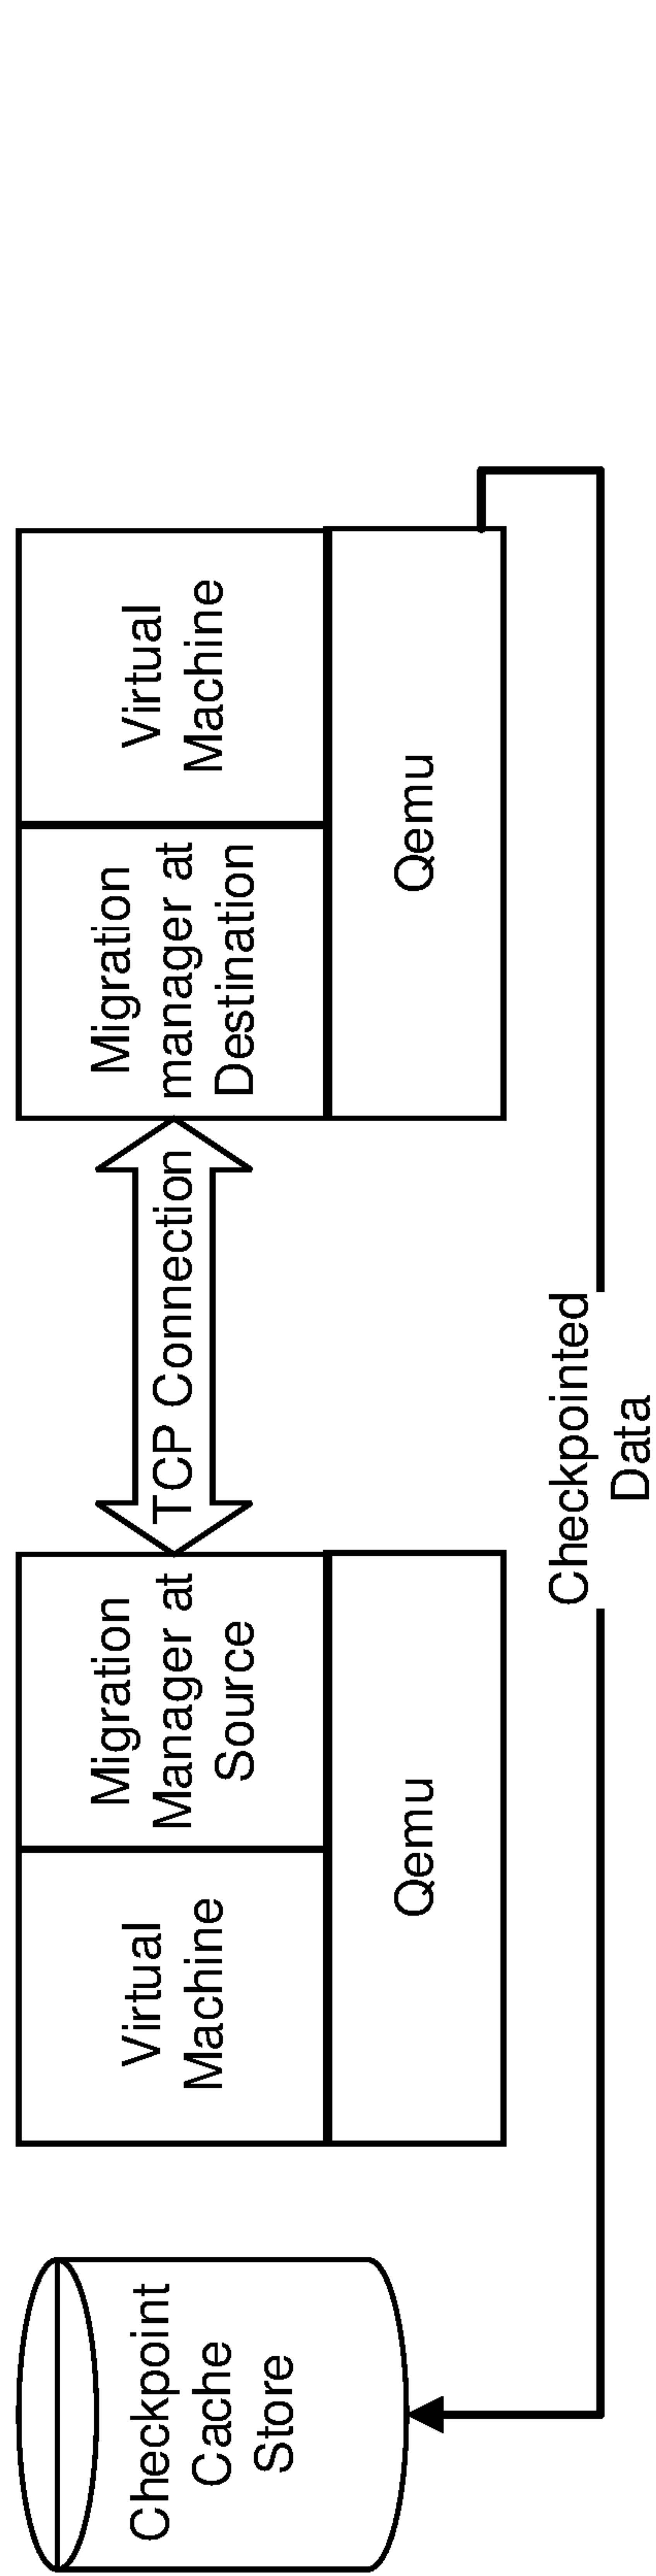 Checkpoint
Cache
Store
Virtual
Machine
Migration
Manager at
Source
Qemu
TCP Connection
Migration
manager at
Destination
Virtual
Machine
Qemu
Checkpointed
Data